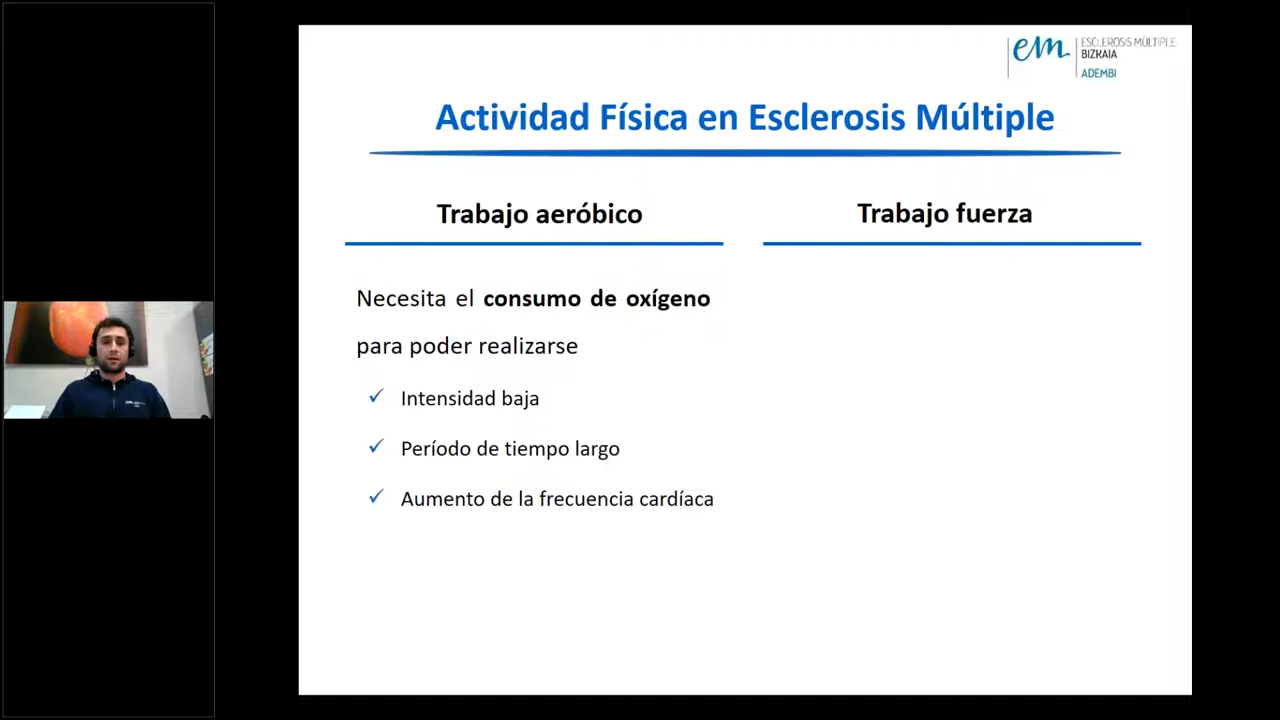 em
ESCLEROSIS MÚLTIPLE
BIZKAIA
ADEMBI
Actividad Física en Esclerosis Múltiple
Trabajo aeróbico
Trabajo fuerza
Necesita el consumo de oxígeno
para poder realizarse
✓ Intensidad baja
✓ Período de tiempo largo
✓ Aumento de la frecuencia cardíaca